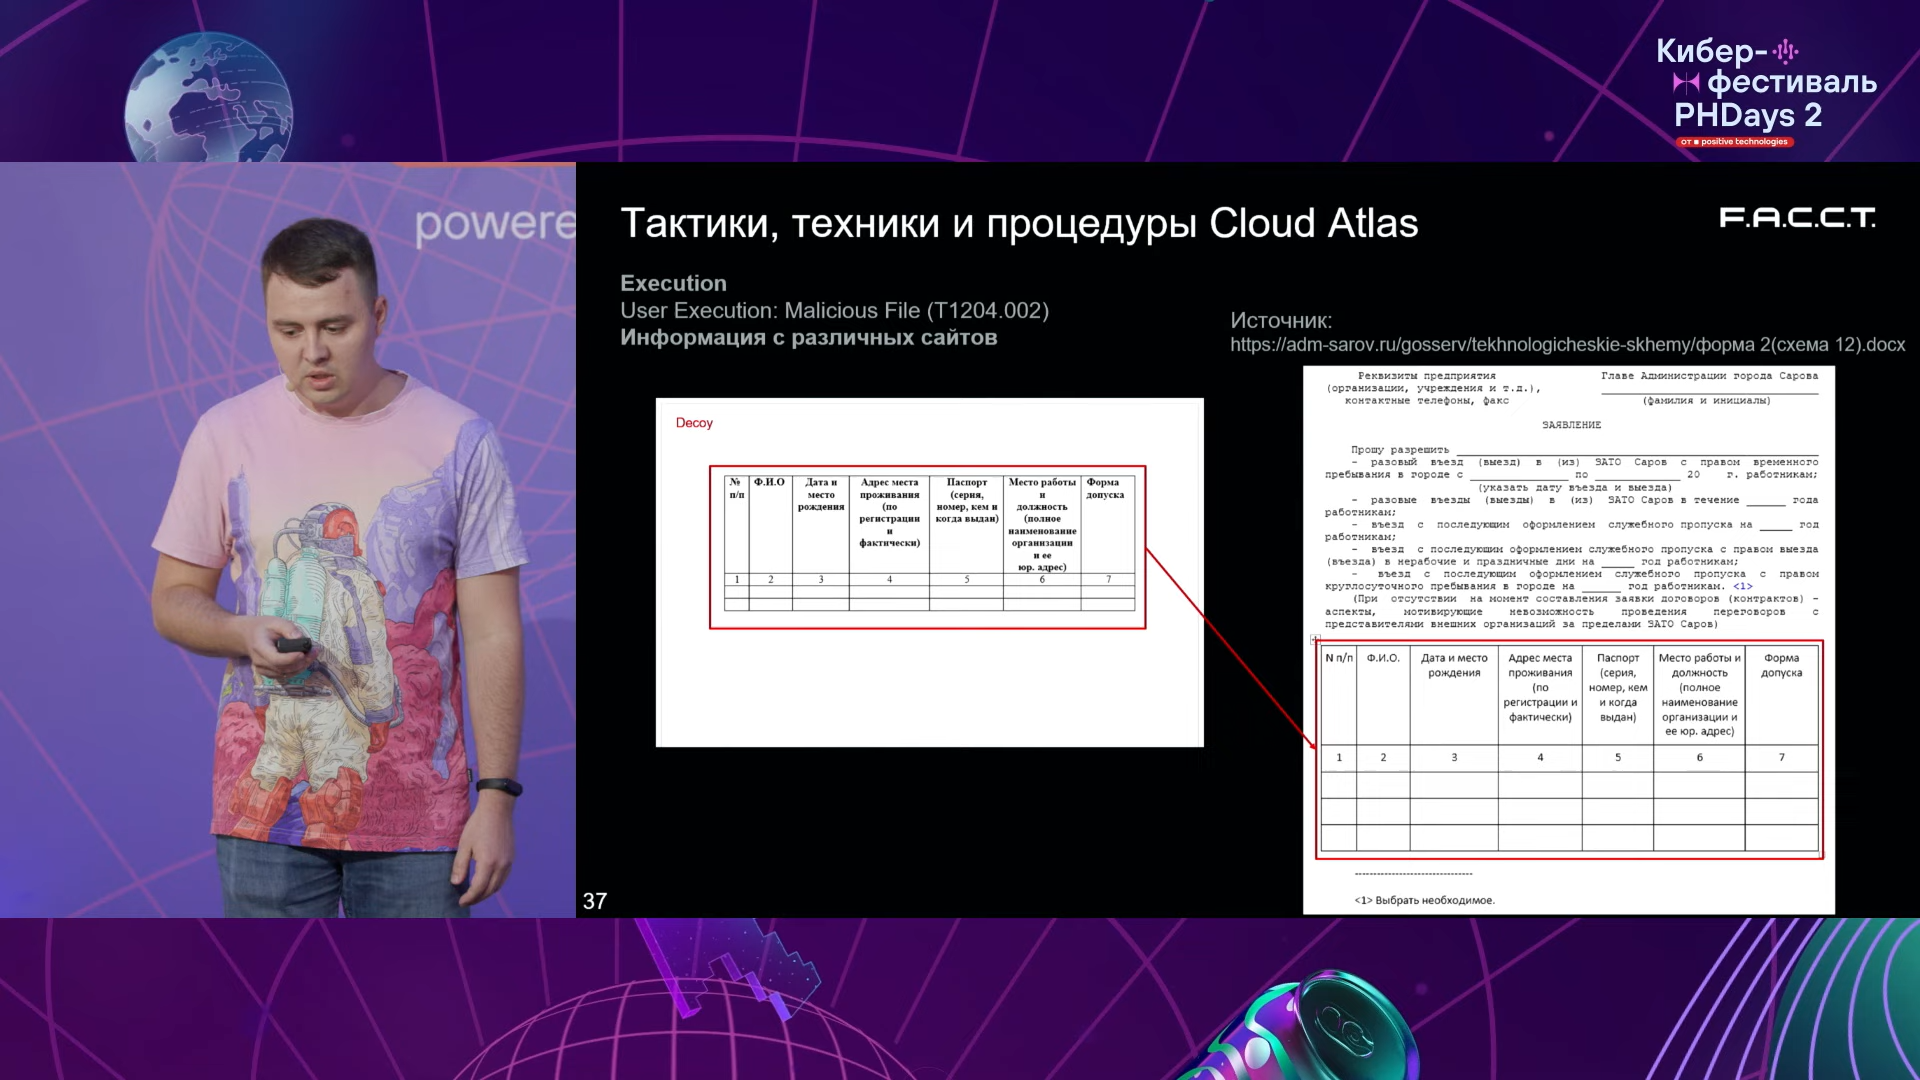 Кибер-
фестиваль
PHDays 2
от positive technologies
powere
Тактики, техники и процедуры Cloud Atlas
F.A.C.C.T.
Execution
User Execution: Malicious File (T1204.002)
Информация с различных сайтов
Источник:
https://adm-sarov.ru/gosserv/tekhnologicheskie-skhemy/форма 2(схема 12).docx
Decoy
№ п/п Ф.И.О Дата и место рождения Адрес места проживания (по регистрации и фактически) Паспорт (серия, номер, кем и когда выдан) Место работы и должность (полное наименование организации и ее юр. адрес) Форма допуска
1 2 3 4 5 6 7
Реквизиты предприятия Главе Администрации города Сарова
(организации, учреждения и т.д.),
контактные телефоны, факс (фамилия и инициалы)
ЗАЯВЛЕНИЕ
Прошу разрешить
- разовый въезд (выезд) в (из) ЗАТО Саров с правом временного
пребывания в городе с ____ по ____ 20 г. работникам;
(указать дату въезда и выезда)
- разовые въезды (выезды) в (из) ЗАТО Саров в течение ____ года
работникам;
- въезд с последующим оформлением служебного пропуска на ____ год
работникам;
- въезд с последующим оформлением служебного пропуска с правом выезда
(въезда) в нерабочие и праздничные дни на ____ год работникам;
- въезд с последующим оформлением служебного пропуска с правом
круглосуточного пребывания в городе на ____ год работникам. <1>
(При отсутствии на момент составления заявки договоров (контрактов) -
аспекты, мотивирующие невозможность проведения переговоров с
представителями внешних организаций за пределами ЗАТО Саров)
N п/п Ф.И.О. Дата и место рождения Адрес места проживания (по регистрации и фактически) Паспорт (серия, номер, кем и когда выдан) Место работы и должность (полное наименование организации и ее юр. адрес) Форма допуска
1 2 3 4 5 6 7
--------------------------------
<1> Выбрать необходимое.
37